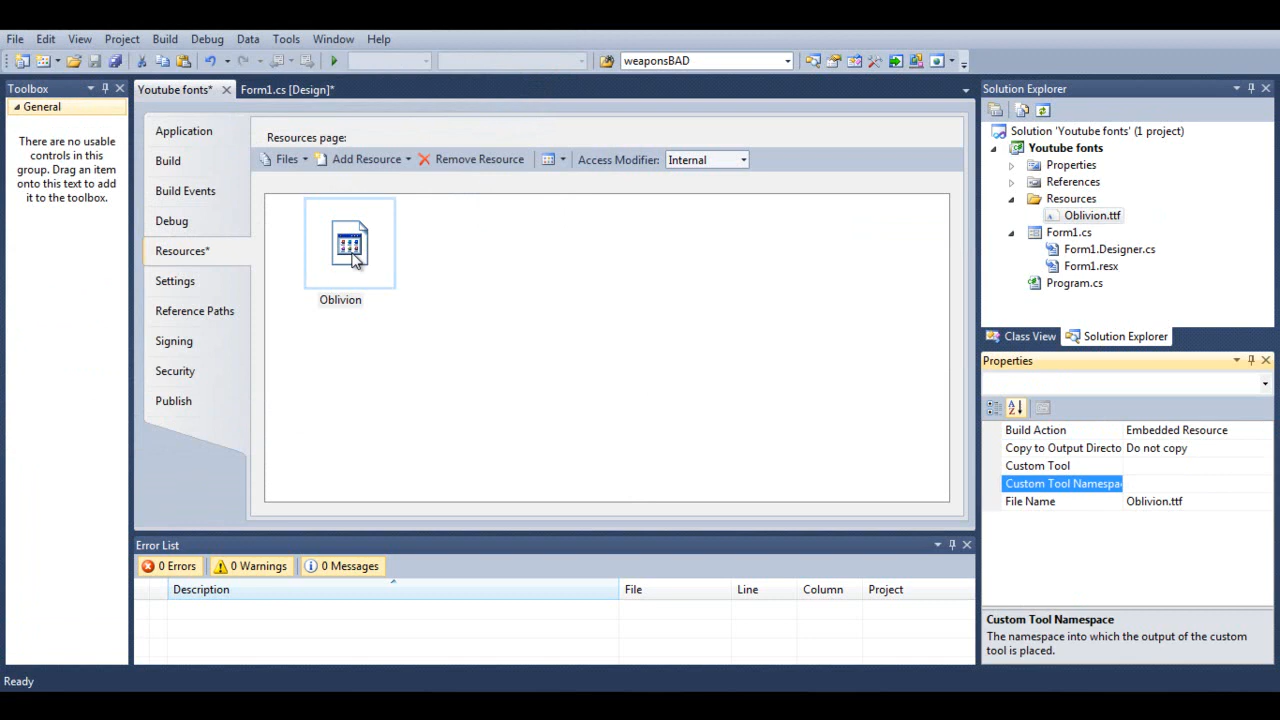 File Edit View Project Build Debug Data Tools Window Help
weaponsBAD
Toolbox
General
There are no usable
controls in this
group. Drag an item
onto this text to add
it to the toolbox.
Youtube fonts*
Form1.cs [Design]*
Application
Build
Build Events
Debug
Resources*
Settings
Reference Paths
Signing
Security
Publish
Resources page:
Files Add Resource Remove Resource Access Modifier: Internal
Oblivion
Error List
0 Errors 0 Warnings 0 Messages
Description File Line Column Project
Solution Explorer
Solution 'Youtube fonts' (1 project)
Youtube fonts
Properties
References
Resources
Oblivion.ttf
Form1.cs
Form1.Designer.cs
Form1.resx
Program.cs
Class View Solution Explorer
Properties
Build Action Embedded Resource
Copy to Output Directo Do not copy
Custom Tool
Custom Tool Namespa
File Name Oblivion.ttf
Custom Tool Namespace
The namespace into which the output of the custom
tool is placed.
Ready